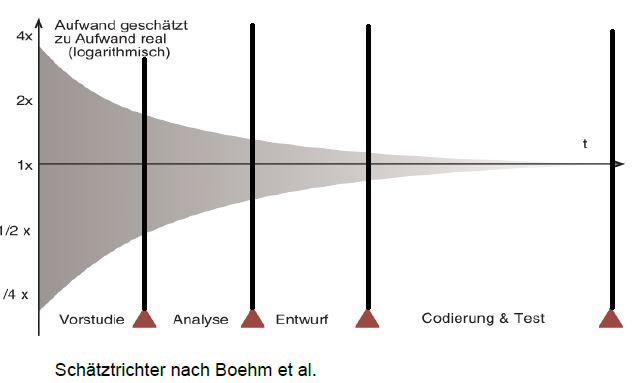 Aufwand geschätzt
zu Aufwand real
(logarithmisch)
4x
2x
1x
1/2 x
/4 x
t
Vorstudie
Analyse
Entwurf
Codierung & Test
Schätztrichter nach Boehm et al.